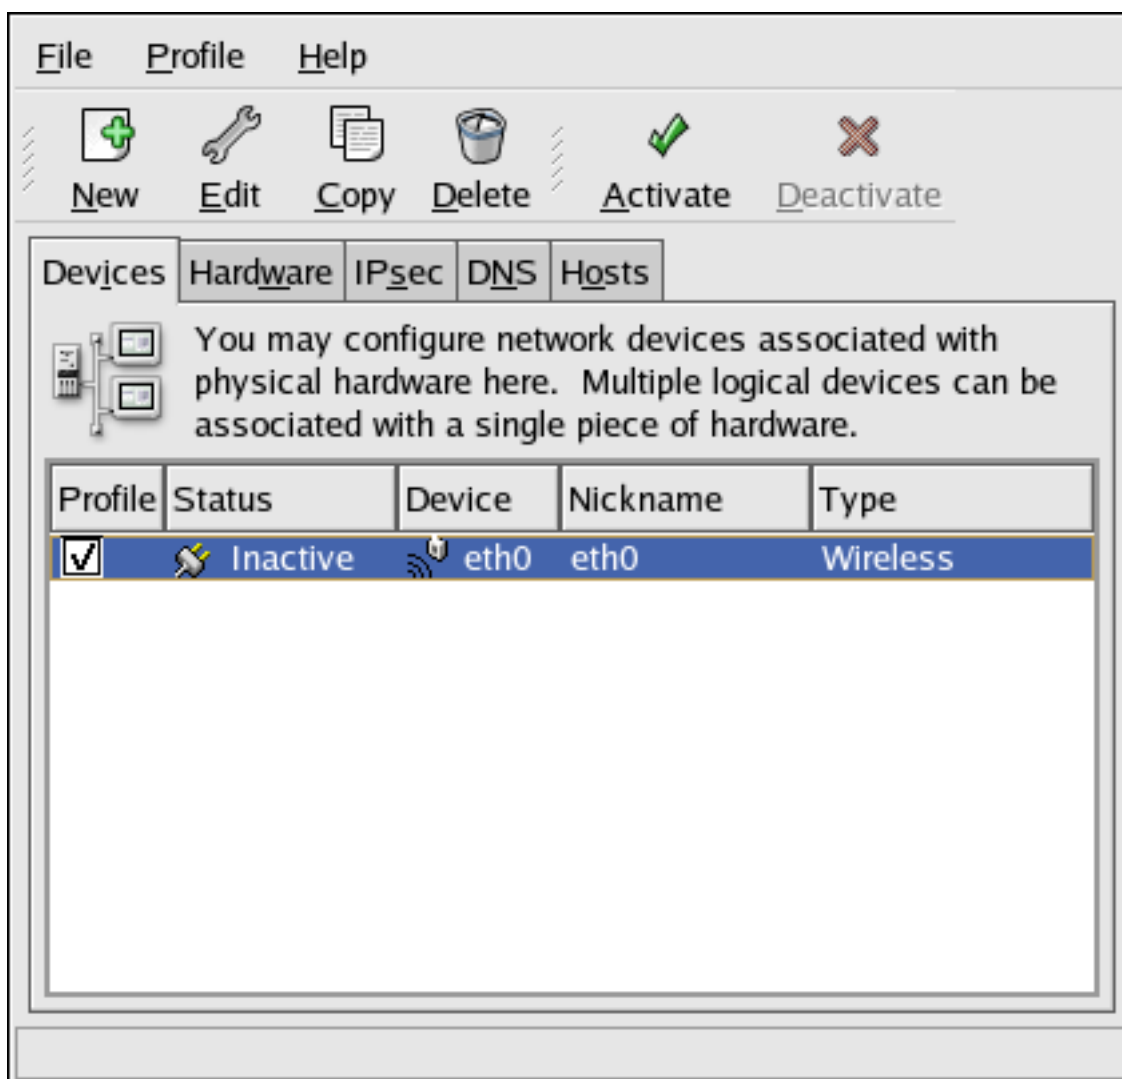 File Profile Help
New Edit Copy Delete Activate Deactivate
Devices Hardware IPsec DNS Hosts
You may configure network devices associated with
physical hardware here.  Multiple logical devices can be
associated with a single piece of hardware.
Profile Status Device Nickname Type
Inactive eth0 eth0 Wireless